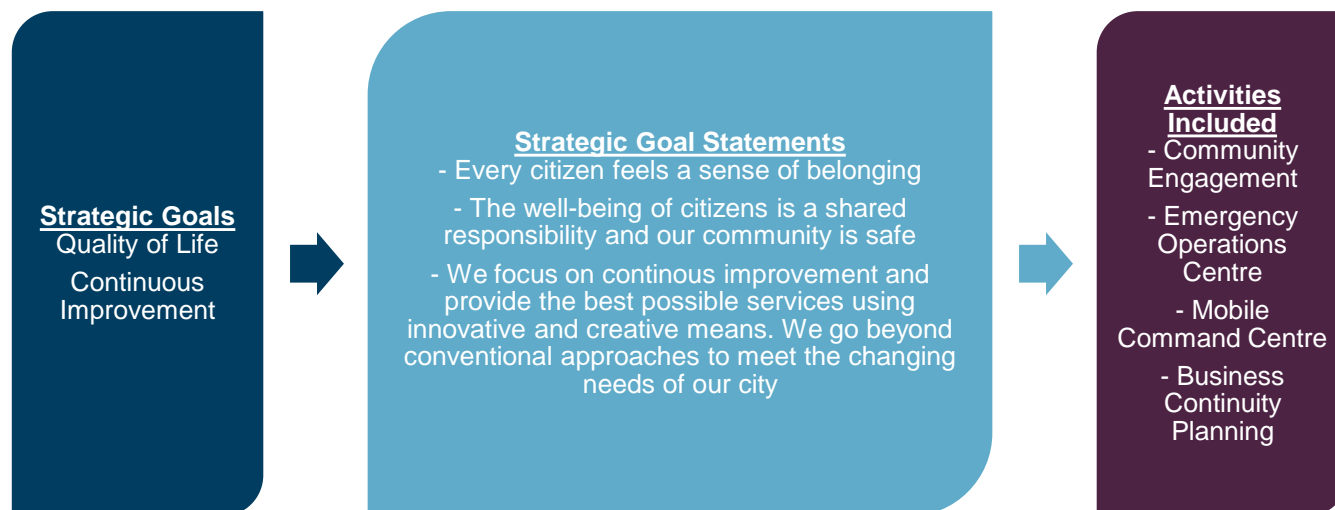 Strategic Goals
Quality of Life
Continuous
Improvement
Strategic Goal Statements
- Every citizen feels a sense of belonging
- The well-being of citizens is a shared
responsibility and our community is safe
- We focus on continous improvement and
provide the best possible services using
innovative and creative means. We go beyond
conventional approaches to meet the changing
needs of our city
Activities
Included
- Community
Engagement
- Emergency
Operations
Centre
- Mobile
Command Centre
- Business
Continuity
Planning